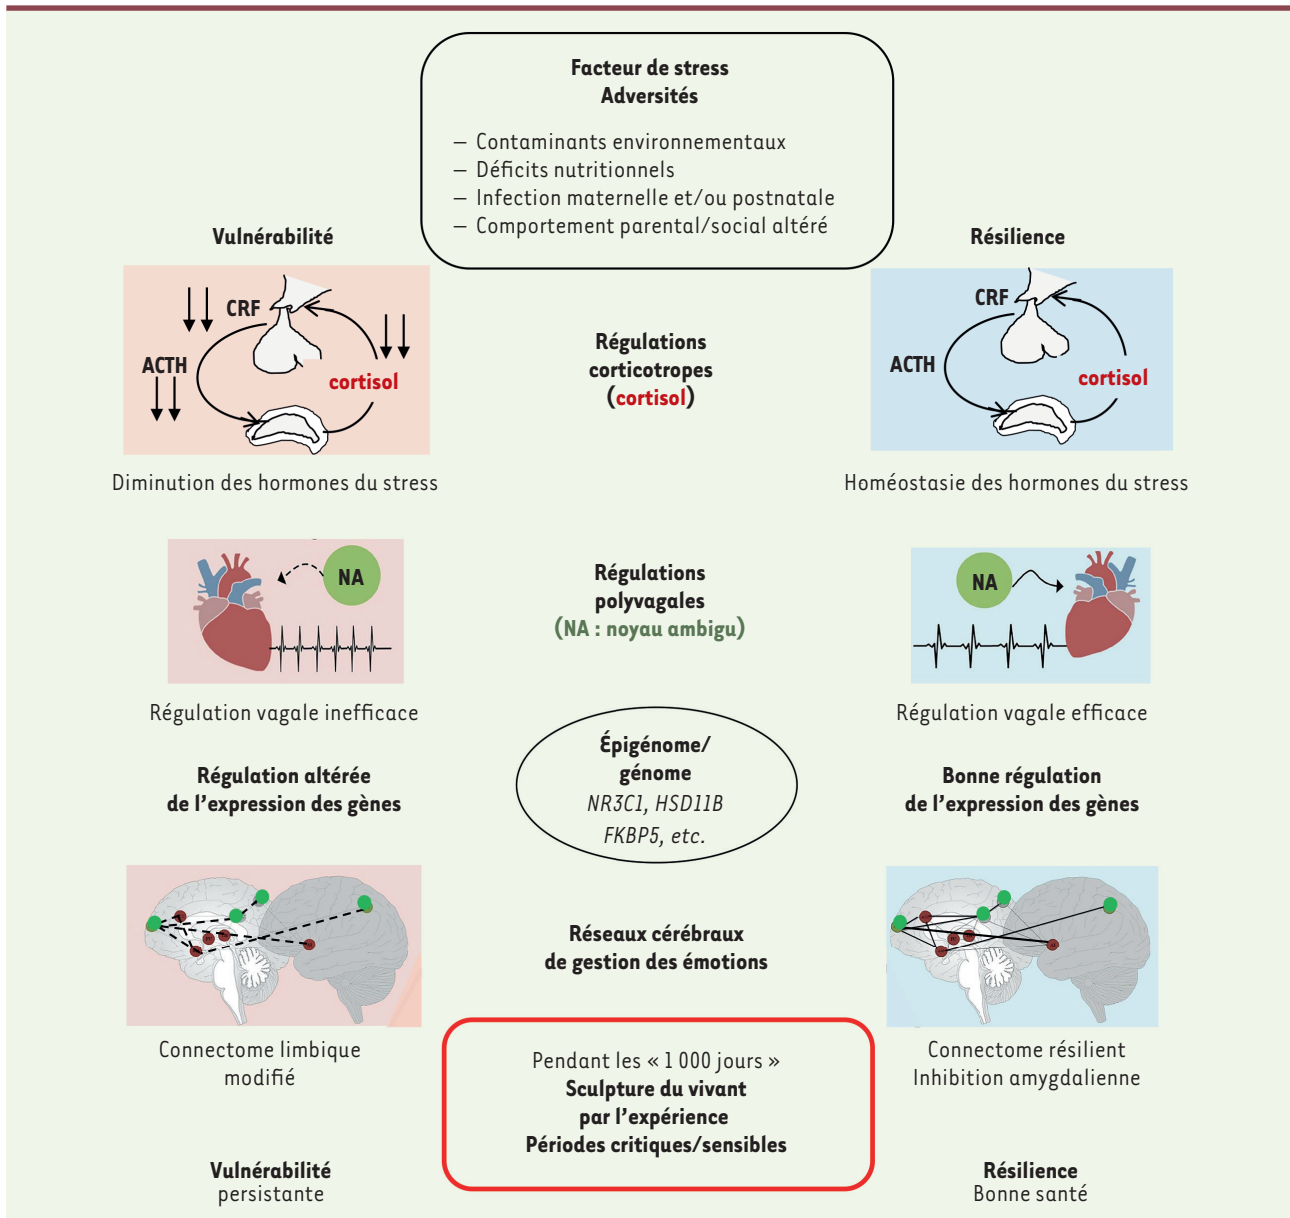 Facteur de stress
Adversités
– Contaminants environnementaux
– Déficits nutritionnels
– Infection maternelle et/ou postnatale
– Comportement parental/social altéré
Vulnérabilité
Résilience
CRF
ACTH
cortisol
Régulations
corticotropes
(cortisol)
CRF
ACTH
cortisol
Diminution des hormones du stress
Homéostasie des hormones du stress
NA
Régulations
polyvagales
(NA : noyau ambigu)
NA
Régulation vagale inefficace
Régulation vagale efficace
Régulation altérée
de l’expression des gènes
Épigénome/
génome
NR3C1, HSD11B
FKBP5, etc.
Bonne régulation
de l’expression des gènes
Réseaux cérébraux
de gestion des émotions
Connectome limbique
modifié
Connectome résilient
Inhibition amygdalienne
Pendant les « 1 000 jours »
Sculpture du vivant
par l’expérience
Périodes critiques/sensibles
Vulnérabilité
persistante
Résilience
Bonne santé